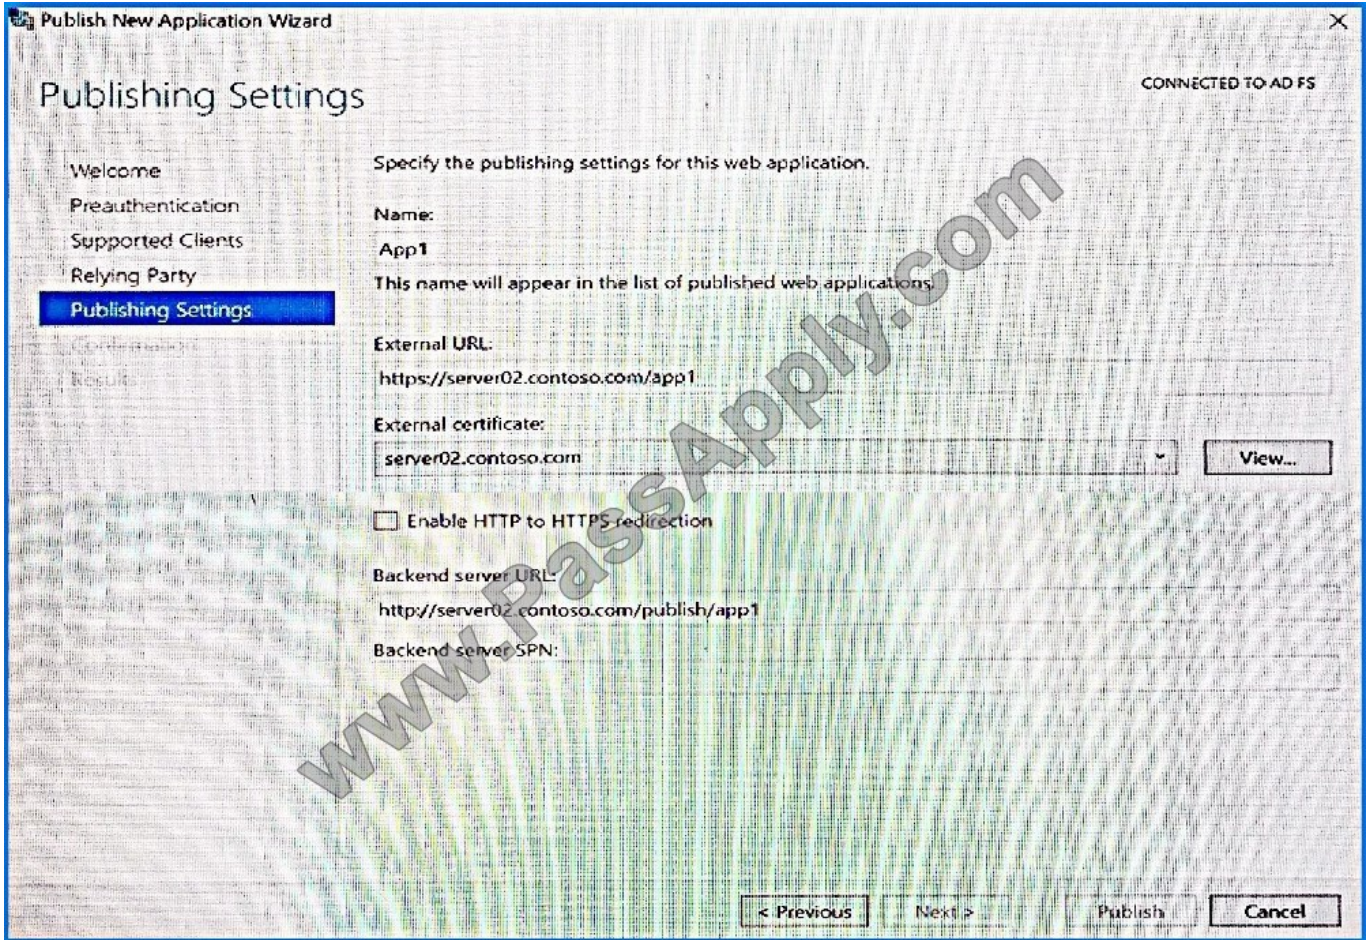 Publish New Application Wizard
Publishing Settings
CONNECTED TO AD FS
Welcome
Preauthentication
Supported Clients
Relying Party
Publishing Settings
Confirmation
Result
Specify the publishing settings for this web application.
Name:
App1
This name will appear in the list of published web applications.
External URL:
https://server02.contoso.com/app1
External certificate:
server02.contoso.com
View...
Enable HTTP to HTTPS redirection
Backend server URL:
http://server02.contoso.com/publish/app1
Backend server SPN:
< Previous
Next >
Publish
Cancel
www.PassApply.com